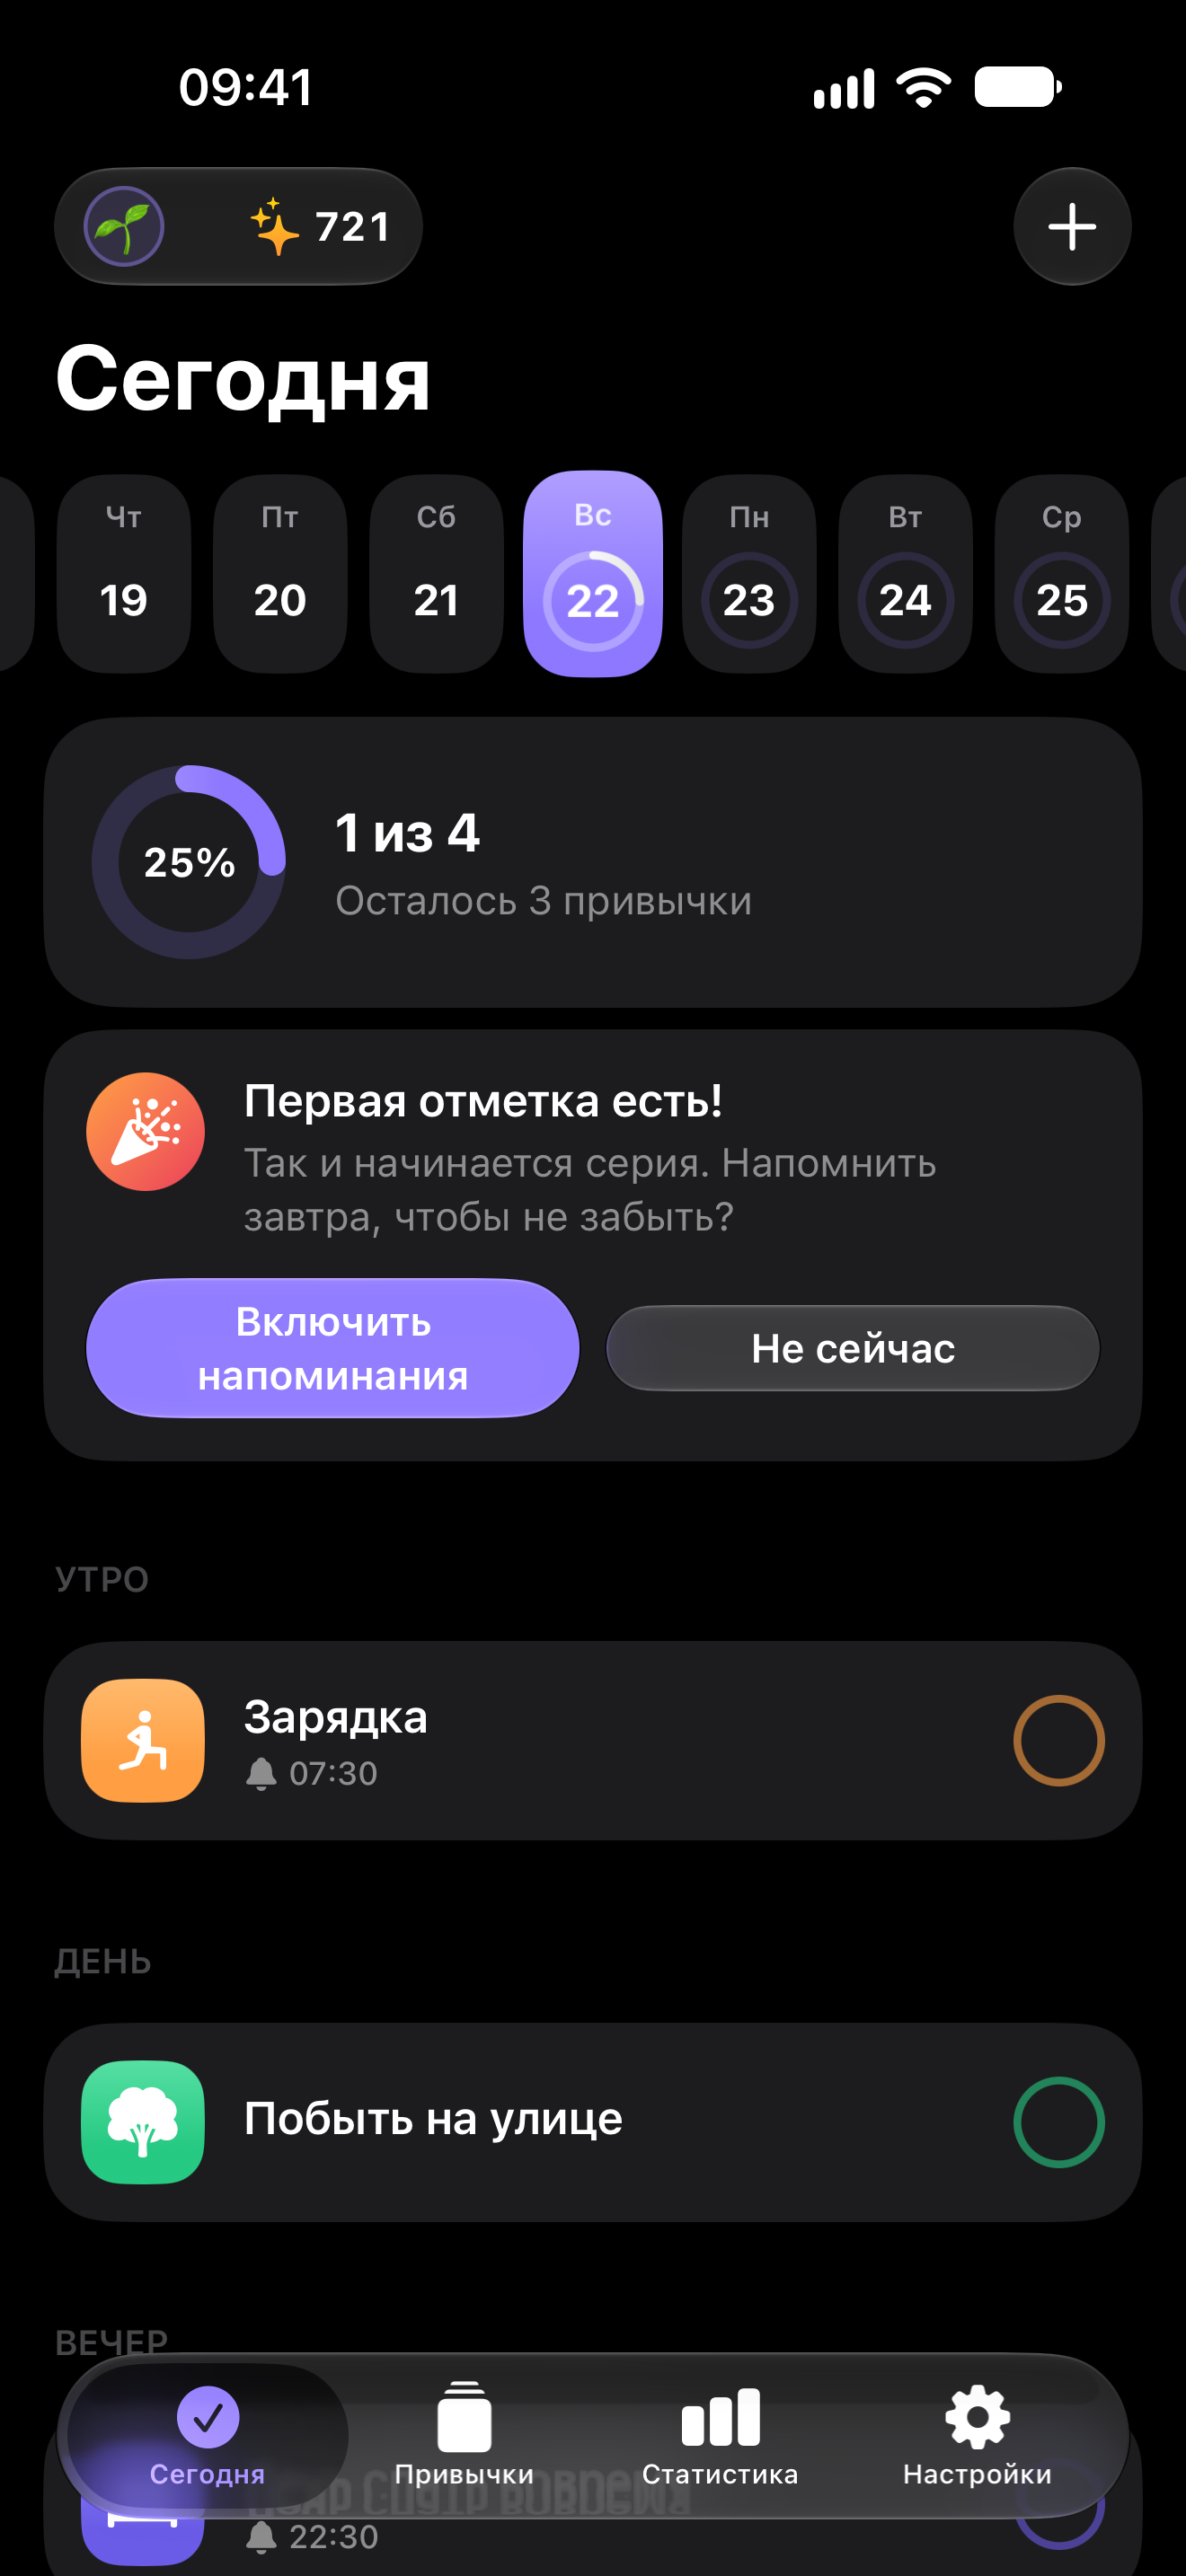 09:41
721
Сегодня
Чт
Пт
Сб
Вс
Пн
Вт
Ср
19
20
21
22
23
24
25
25%
1 из 4
Осталось 3 привычки
Первая отметка есть!
Так и начинается серия. Напомнить
завтра, чтобы не забыть?
Включить
напоминания
Не сейчас
УТРО
Зарядка
07:30
ДЕНЬ
Побыть на улице
ВЕЧЕР
Сегодня
Привычки
Статистика
Настройки
22:30